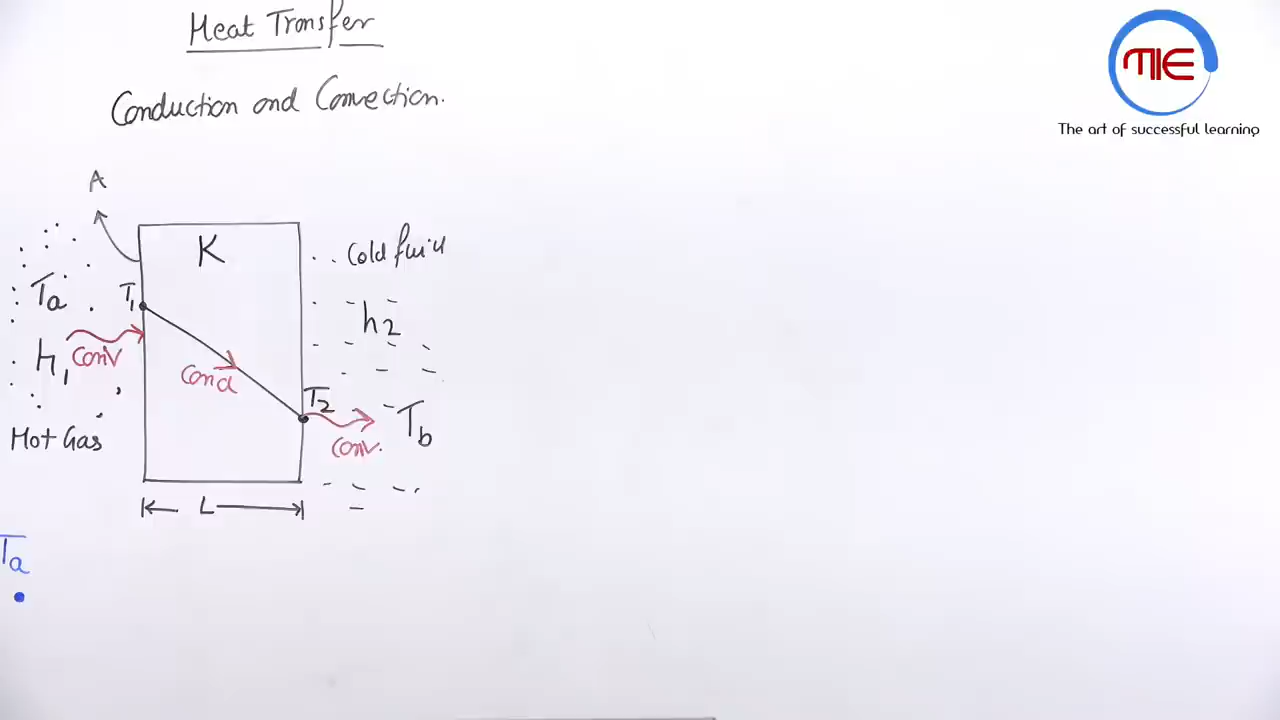 Heat Transfer
Conduction and Convection.
MIE
The art of successful learning
A
K
Cold fluid
Ta
T1
h2
h1
Conv
Cond
T2
Tb
Conv.
Hot Gas
L
Ta